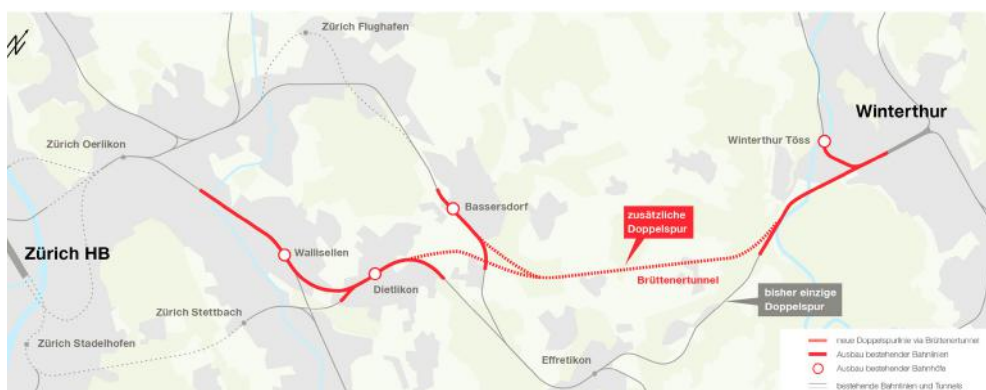 Zürich Flughafen
Winterthur
Winterthur Töss
Zürich Oerlikon
Bassersdorf
zusätzliche
Doppelspur
Zürich HB
Wallisellen
Dietlikon
Brüttenertunnel
bisher einzige
Doppelspur
Zürich Stettbach
Zürich Stadelhofen
Effretikon
neue Doppelspurlinie via Brüttenertunnel
Ausbau bestehender Bahnlinien
Ausbau bestehender Bahnhöfe
bestehende Bahnlinien und Tunnels